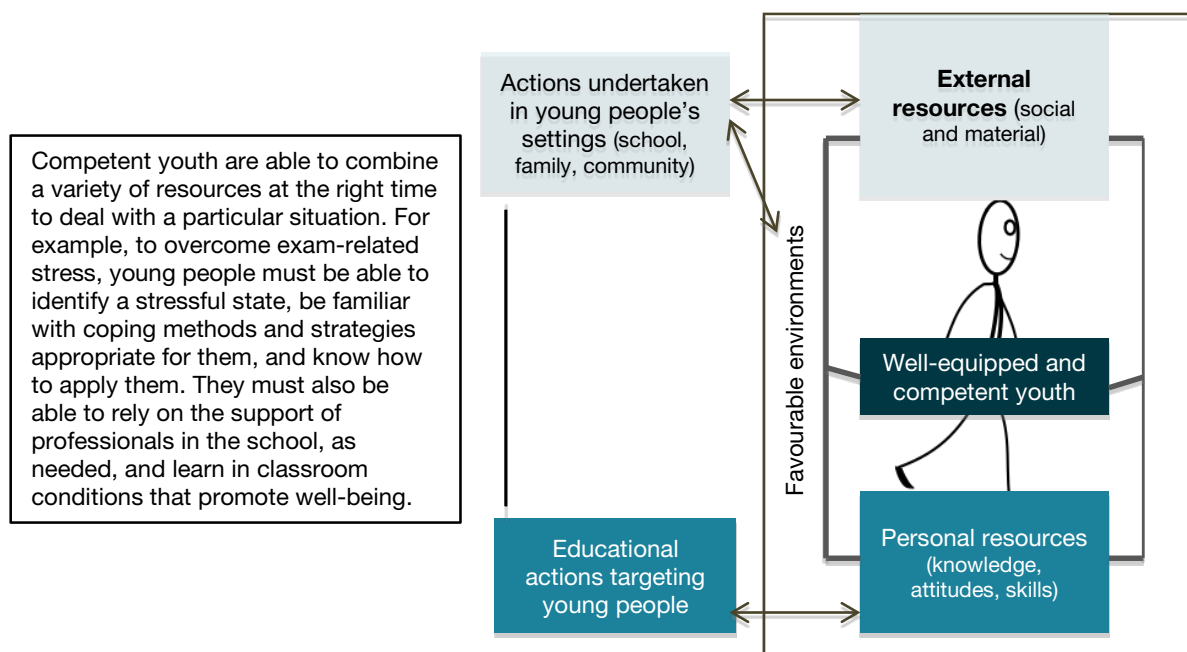 Competent youth are able to combine
a variety of resources at the right time
to deal with a particular situation. For
example, to overcome exam-related
stress, young people must be able to
identify a stressful state, be familiar
with coping methods and strategies
appropriate for them, and know how
to apply them. They must also be
able to rely on the support of
professionals in the school, as
needed, and learn in classroom
conditions that promote well-being.
Actions undertaken
in young people's
settings (school,
family, community)
Educational
actions targeting
young people
Favourable environments
External
resources (social
and material)
Well-equipped and
competent youth
Personal resources
(knowledge,
attitudes, skills)